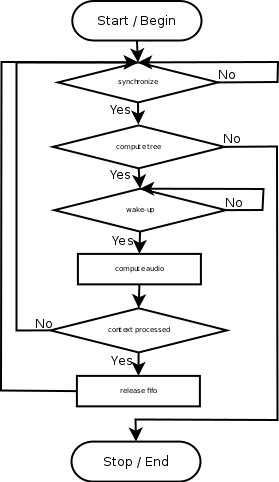 Start / Begin
synchronize
No
Yes
compute tree
No
Yes
wake-up
No
Yes
compute audio
context processed
No
Yes
release fifo
Stop / End